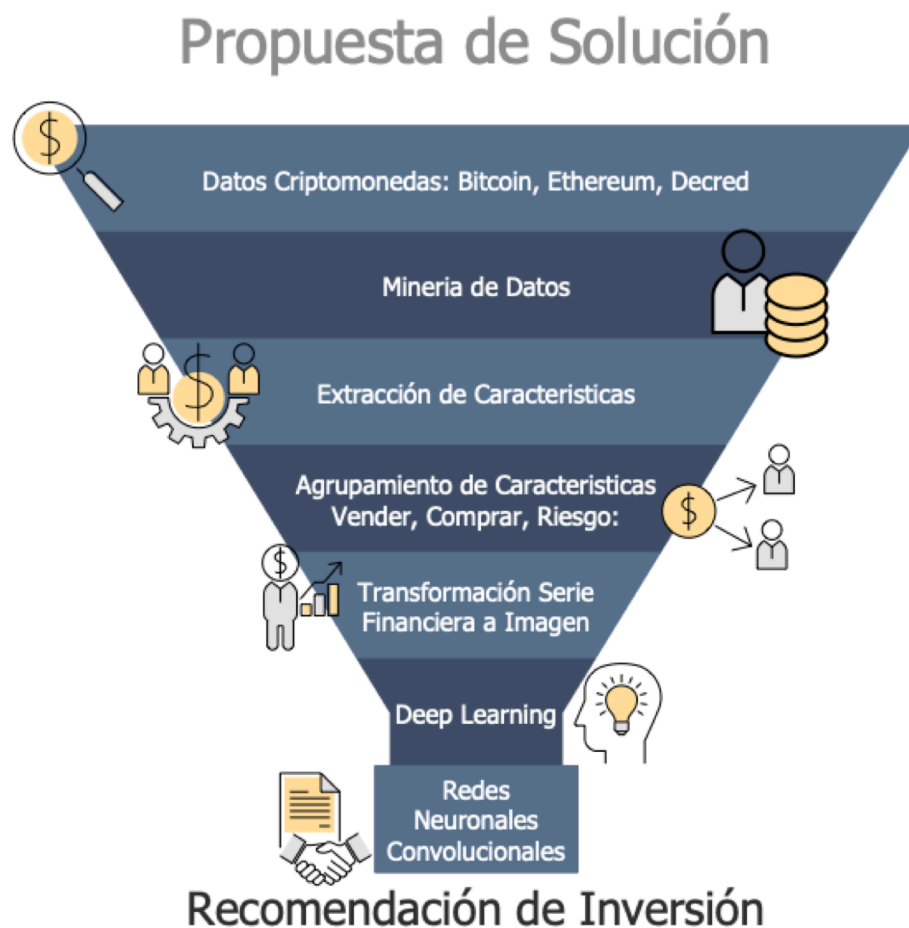 Propuesta de Solución
$
Datos Criptomonedas: Bitcoin, Ethereum, Decred
Mineria de Datos
$
Extracción de Caracteristicas
Agrupamiento de Caracteristicas
Vender, Comprar, Riesgo:
$
$
Transformación Serie
Financiera a Imagen
Deep Learning
Redes
Neuronales
Convolucionales
Recomendación de Inversión